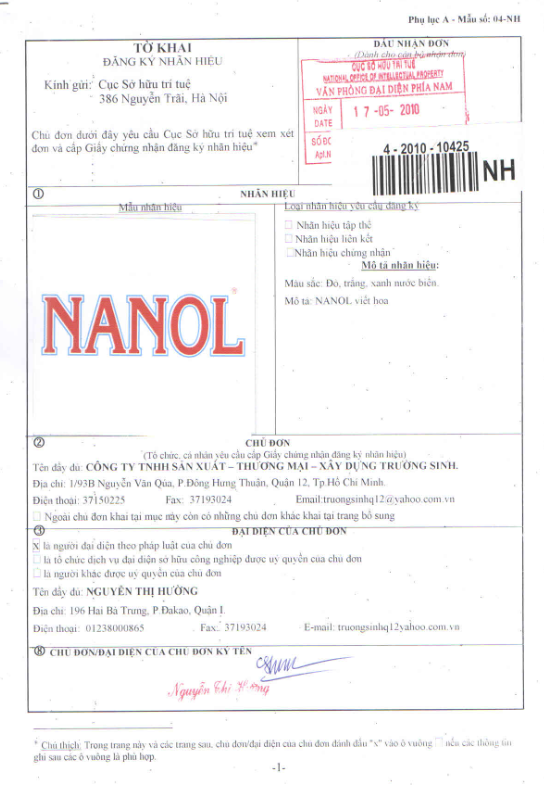 Phụ lục A - Mẫu số: 04-NH
TỜ KHAI
ĐĂNG KÝ NHÃN HIỆU
Kính gửi: Cục Sở hữu trí tuệ
386 Nguyễn Trãi, Hà Nội
Chủ đơn dưới đây yêu cầu Cục Sở hữu trí tuệ xem xét
đơn và cấp Giấy chứng nhận đăng ký nhãn hiệu*
DẤU NHẬN ĐƠN
(Dành cho cán bộ nhận đơn)
CỤC SỞ HỮU TRÍ TUỆ
NATIONAL OFFICE OF INTELLECTUAL PROPERTY
VĂN PHÒNG ĐẠI DIỆN PHÍA NAM
NGÀY
DATE
17-05-2010
SỐ ĐƠ
Apl.N
4-2010-10425
NH
① NHÃN HIỆU
Mẫu nhãn hiệu
NANOL®
Loại nhãn hiệu yêu cầu đăng ký
Nhãn hiệu tập thể
Nhãn hiệu liên kết
Nhãn hiệu chứng nhận
Mô tả nhãn hiệu:
Màu sắc: Đỏ, trắng, xanh nước biển.
Mô tả: NANOL viết hoa
② CHỦ ĐƠN
(Tổ chức, cá nhân yêu cầu cấp Giấy chứng nhận đăng ký nhãn hiệu)
Tên đầy đủ: CÔNG TY TNHH SẢN XUẤT – THƯƠNG MẠI – XÂY DỰNG TRƯỜNG SINH.
Địa chỉ: 1/93B Nguyễn Văn Qúa, P.Đông Hưng Thuận, Quận 12, Tp Hồ Chí Minh.
Điện thoại: 37150225 Fax: 37193024 Email:truongsinhq12@yahoo.com.vn
Ngoài chủ đơn khai tại mục này còn có những chủ đơn khác khai tại trang bổ sung
③ ĐẠI DIỆN CỦA CHỦ ĐƠN
X là người đại diện theo pháp luật của chủ đơn
là tổ chức dịch vụ đại diện sở hữu công nghiệp được uỷ quyền của chủ đơn
là người khác được uỷ quyền của chủ đơn
Tên đầy đủ: NGUYỄN THỊ HƯỜNG
Địa chỉ: 196 Hai Bà Trưng, P.Đakao, Quận I.
Điện thoại: 01238000865 Fax: 37193024 E-mail: truongsinhq12yahoo.com.vn
⑧ CHỦ ĐƠN/ĐẠI DIỆN CỦA CHỦ ĐƠN KÝ TÊN
Nguyễn Thị Hường
* Chú thích: Trong trang này và các trang sau, chủ đơn/đại diện của chủ đơn đánh dấu "x" vào ô vuông nếu các thông tin
ghi sau các ô vuông là phù hợp.
-1-